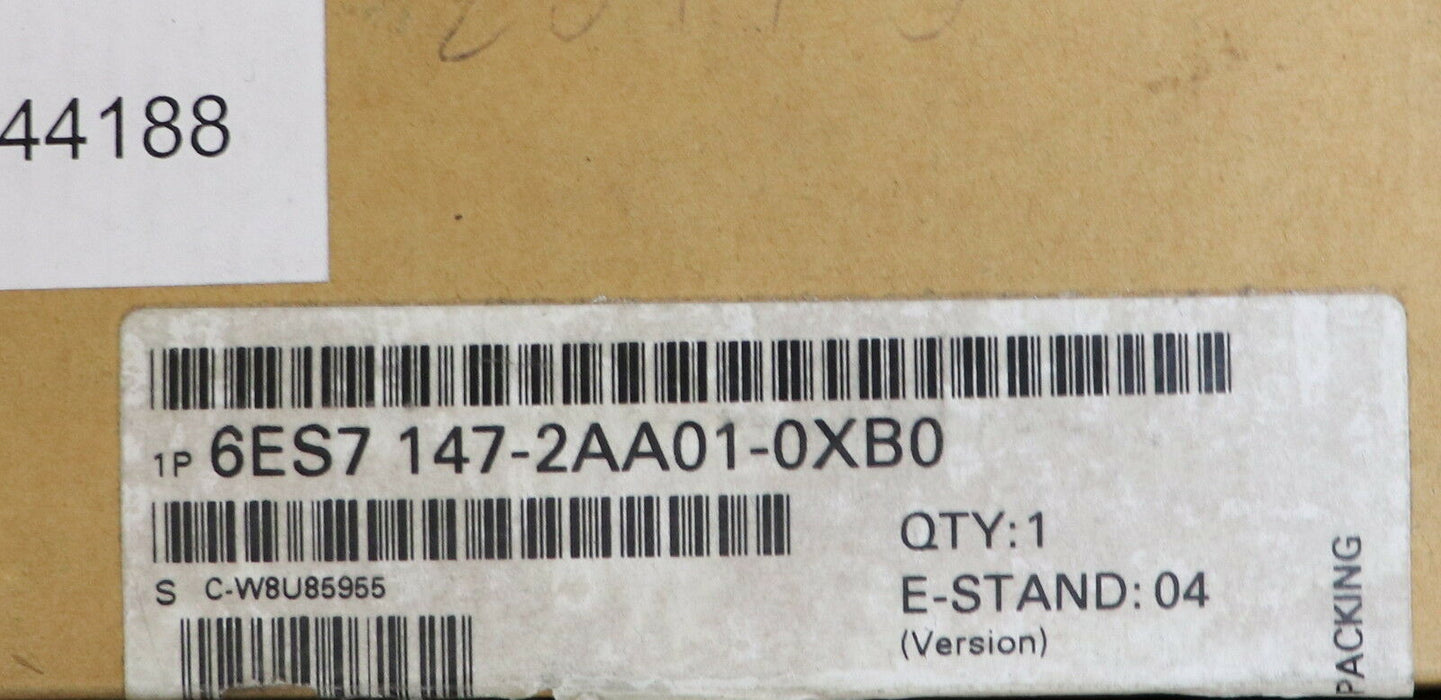 44188
1P 6ES7 147-2AA01-0XB0
S C-W8U85955
QTY: 1
E-STAND: 04
(Version)
PACKING